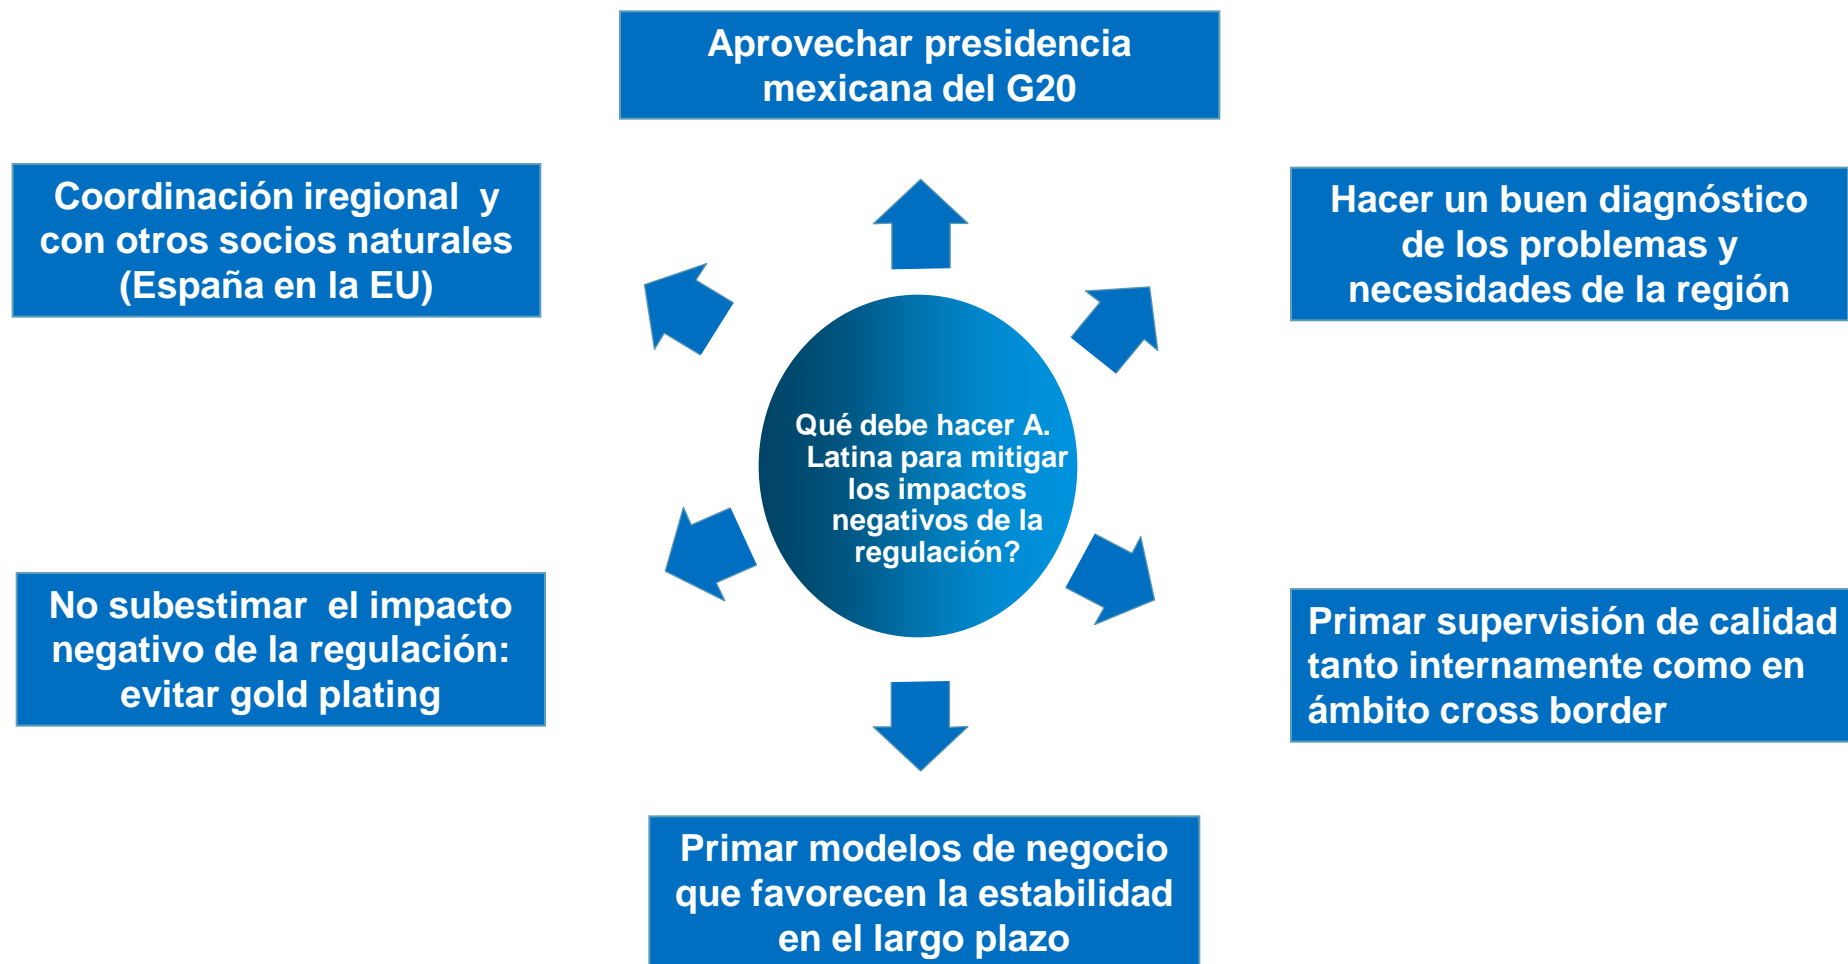 Aprovechar presidencia
mexicana del G20
Coordinación iregional y
con otros socios naturales
(España en la EU)
Hacer un buen diagnóstico
de los problemas y
necesidades de la región
Qué debe hacer A.
Latina para mitigar
los impactos
negativos de la
regulación?
No subestimar el impacto
negativo de la regulación:
evitar gold plating
Primar supervisión de calidad
tanto internamente como en
ámbito cross border
Primar modelos de negocio
que favorecen la estabilidad
en el largo plazo